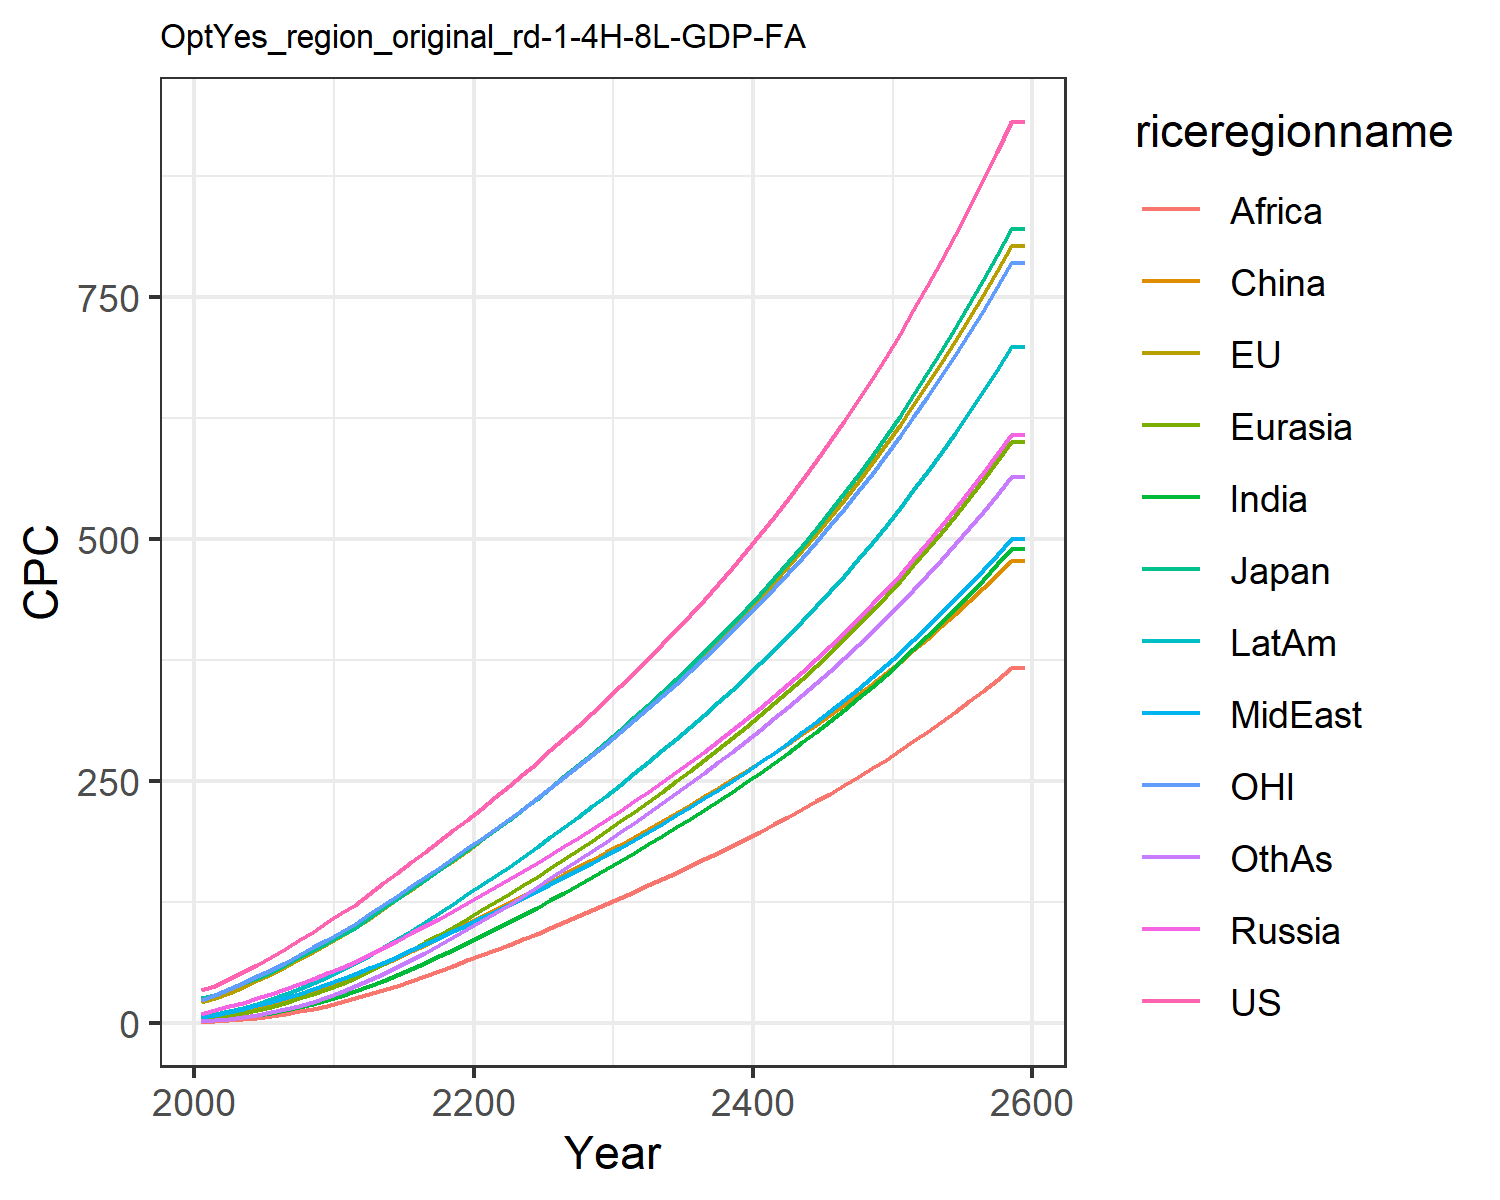 OptYes_region_original_rd-1-4H-8L-GDP-FA
CPC
750
500
250
0
2000
2200
2400
2600
Year
riceregionname
Africa
China
EU
Eurasia
India
Japan
LatAm
MidEast
OHI
OthAs
Russia
US